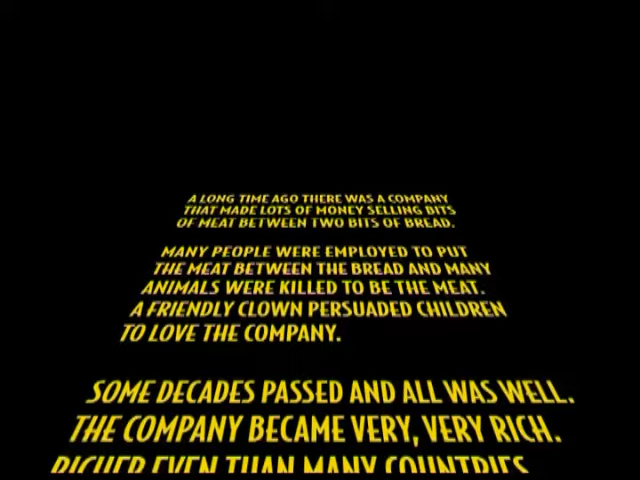 A LONG TIME AGO THERE WAS A COMPANY
THAT MADE LOTS OF MONEY SELLING BITS
OF MEAT BETWEEN TWO BITS OF BREAD.
MANY PEOPLE WERE EMPLOYED TO PUT
THE MEAT BETWEEN THE BREAD AND MANY
ANIMALS WERE KILLED TO BE THE MEAT.
A FRIENDLY CLOWN PERSUADED CHILDREN
TO LOVE THE COMPANY.
SOME DECADES PASSED AND ALL WAS WELL.
THE COMPANY BECAME VERY, VERY RICH.
RICHER EVEN THAN MANY COUNTRIES